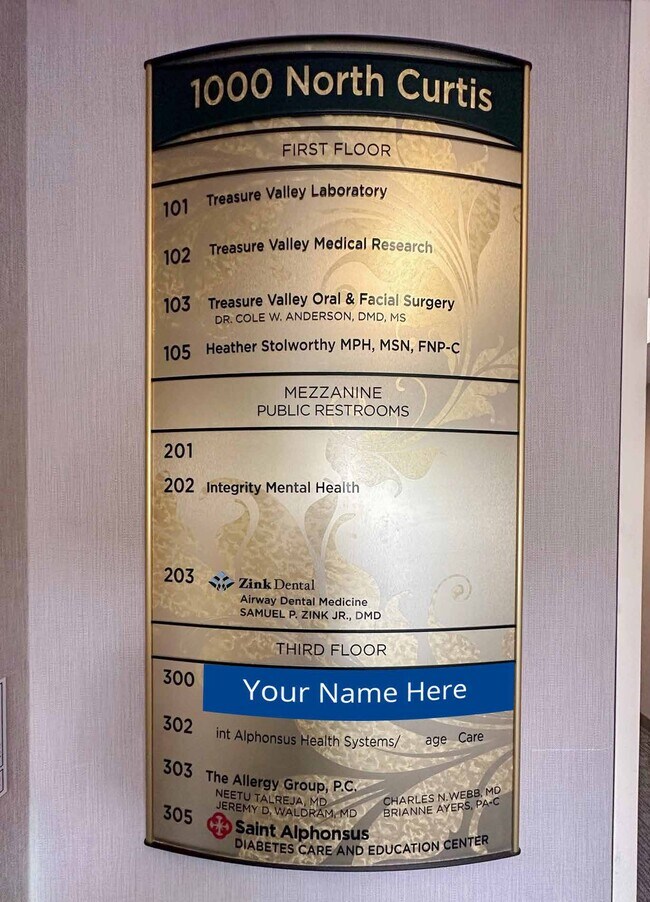 1000 North Curtis
FIRST FLOOR
101 Treasure Valley Laboratory
102 Treasure Valley Medical Research
103 Treasure Valley Oral & Facial Surgery
DR. COLE W. ANDERSON, DMD, MS
105 Heather Stolworthy MPH, MSN, FNP-C
MEZZANINE
PUBLIC RESTROOMS
201
202 Integrity Mental Health
203 Zink Dental
Airway Dental Medicine
SAMUEL P. ZINK JR., DMD
THIRD FLOOR
300 Your Name Here
302 int Alphonsus Health Systems/ age Care
303 The Allergy Group, P.C.
NEETU TALREJA, MD CHARLES N.WEBB, MD
JEREMY D. WALDRAM, MD BRIANNE AYERS, PA-C
305 Saint Alphonsus
DIABETES CARE AND EDUCATION CENTER